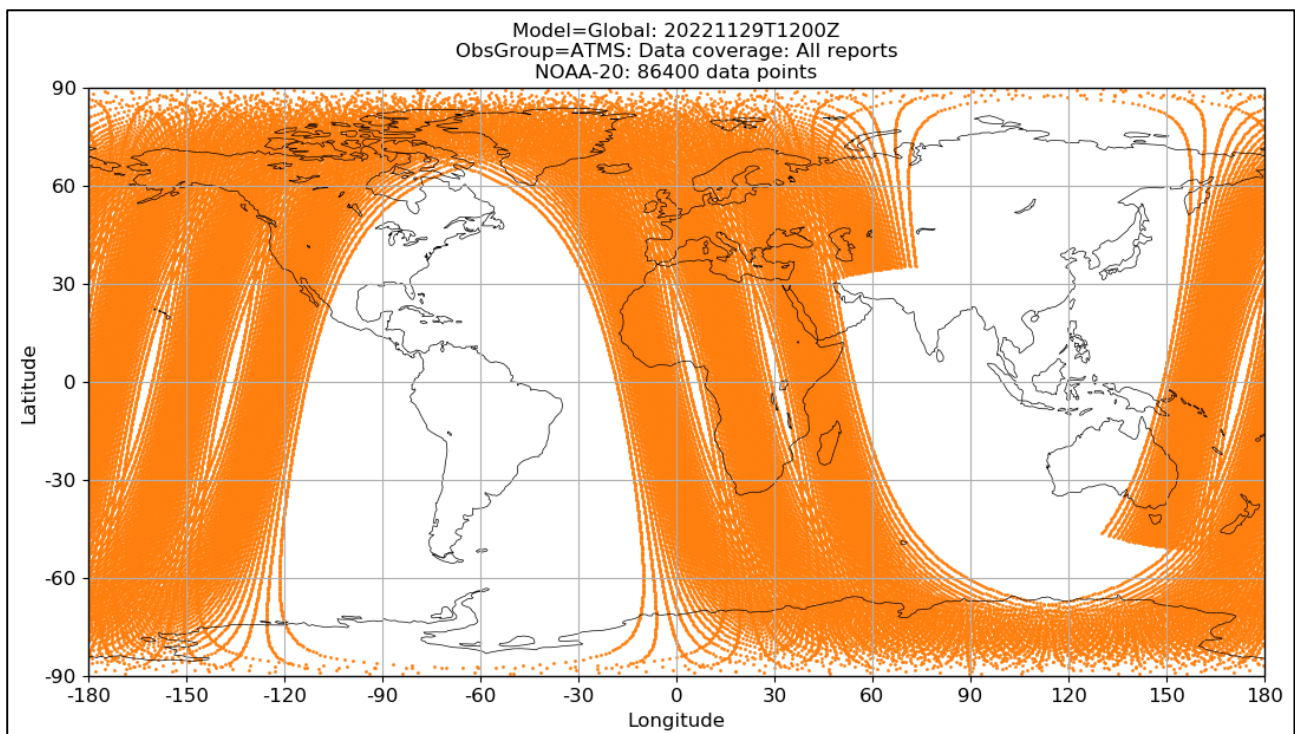 Model=Global: 20221129T1200Z
ObsGroup=ATMS: Data coverage: All reports
NOAA-20: 86400 data points
90
60
30
0
-30
-60
-90
Latitude
-180 -150 -120 -90 -60 -30 0 30 60 90 120 150 180
Longitude